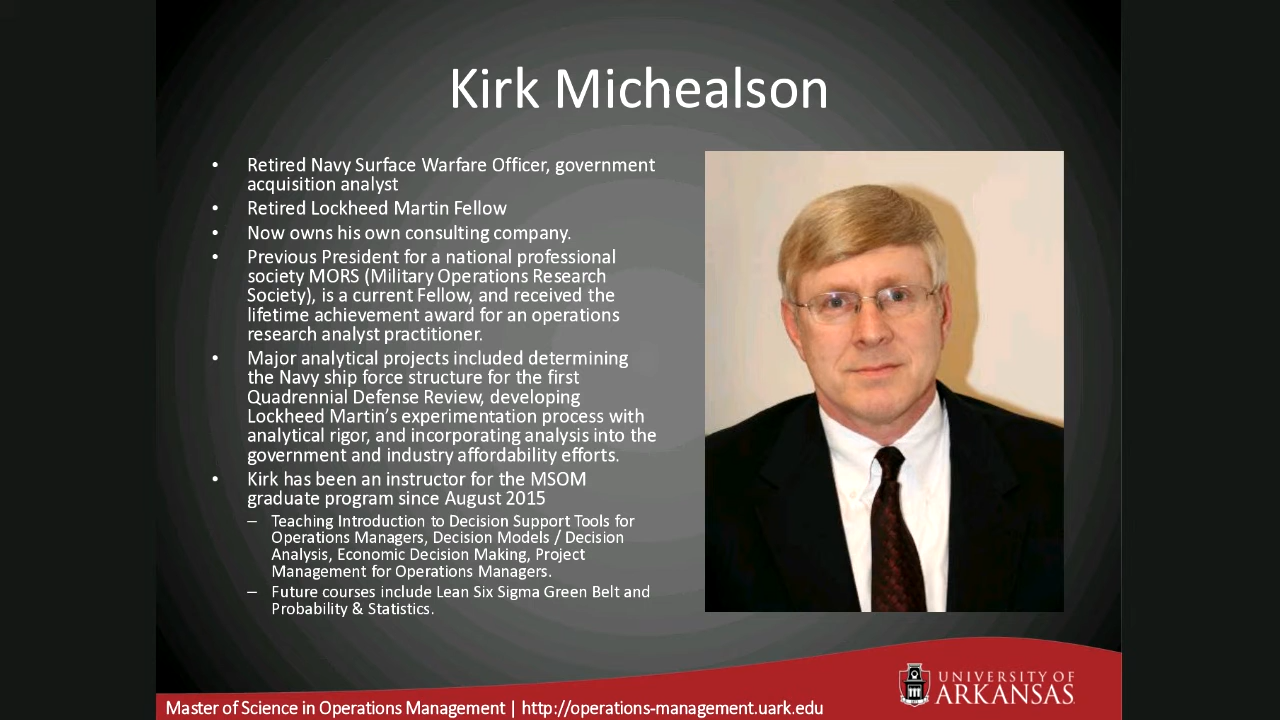 Kirk Michealson
• Retired Navy Surface Warfare Officer, government
acquisition analyst
• Retired Lockheed Martin Fellow
• Now owns his own consulting company.
• Previous President for a national professional
society MORS (Military Operations Research
Society), is a current Fellow, and received the
lifetime achievement award for an operations
research analyst practitioner.
• Major analytical projects included determining
the Navy ship force structure for the first
Quadrennial Defense Review, developing
Lockheed Martin’s experimentation process with
analytical rigor, and incorporating analysis into the
government and industry affordability efforts.
• Kirk has been an instructor for the MSOM
graduate program since August 2015
– Teaching Introduction to Decision Support Tools for
Operations Managers, Decision Models / Decision
Analysis, Economic Decision Making, Project
Management for Operations Managers.
– Future courses include Lean Six Sigma Green Belt and
Probability & Statistics.
Master of Science in Operations Management | http://operations-management.uark.edu
UNIVERSITY OF
ARKANSAS